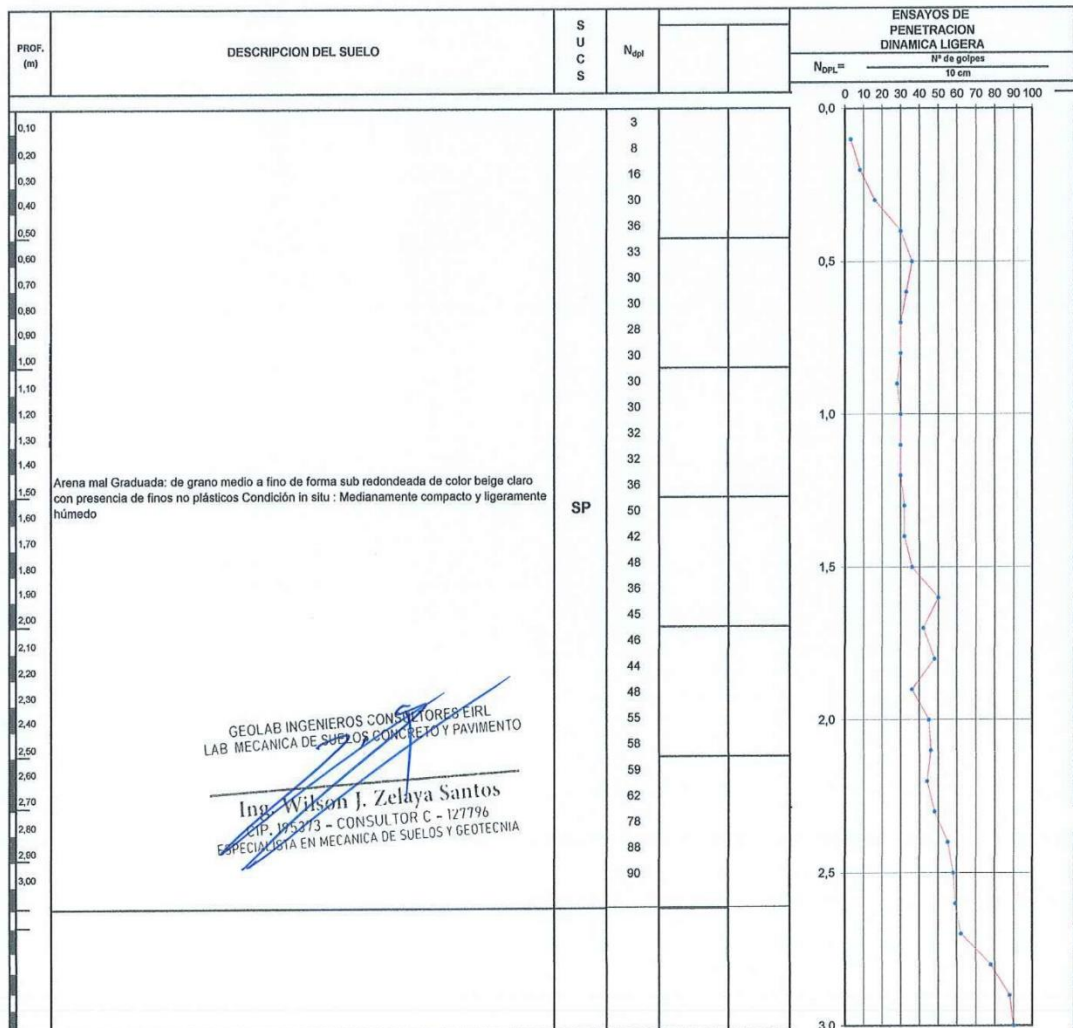 PROF.
(m)
DESCRIPCION DEL SUELO
S
U
C
S
Ndpl
ENSAYOS DE
PENETRACION
DINAMICA LIGERA
NDPL= N° de golpes
10 cm
0 10 20 30 40 50 60 70 80 90 100
0,10
0,20
0,30
0,40
0,50
0,60
0,70
0,80
0,90
1,00
1,10
1,20
1,30
1,40
1,50
1,60
1,70
1,80
1,90
2,00
2,10
2,20
2,30
2,40
2,50
2,60
2,70
2,80
2,90
3,00
Arena mal Graduada: de grano medio a fino de forma sub redondeada de color beige claro
con presencia de finos no plásticos Condición in situ : Medianamente compacto y ligeramente
húmedo
GEOLAB INGENIEROS CONSULTORES EIRL
LAB MECANICA DE SUELOS CONCRETO Y PAVIMENTO
Ing. Wilson J. Zelaya Santos
CIP. 195373 - CONSULTOR C - 127796
ESPECIALISTA EN MECANICA DE SUELOS Y GEOTECNIA
SP
3
8
16
30
36
33
30
30
28
30
30
30
32
32
36
50
42
48
36
45
46
44
48
55
58
59
62
78
88
90
0,0
0,5
1,0
1,5
2,0
2,5
3,0